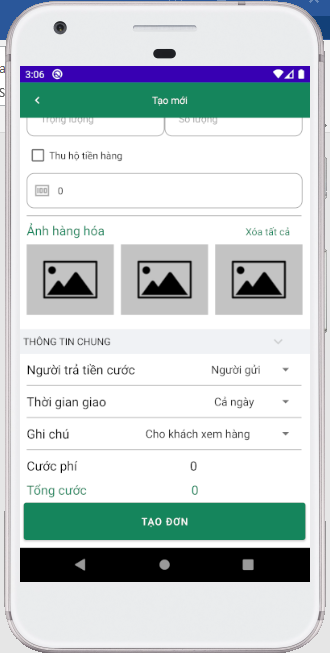 3:06
Tạo mới
Trọng lượng
Số lượng
Thu hộ tiền hàng
0
Ảnh hàng hóa
Xóa tất cả
THÔNG TIN CHUNG
Người trả tiền cước
Người gửi
Thời gian giao
Cả ngày
Ghi chú
Cho khách xem hàng
Cước phí
0
Tổng cước
0
TẠO ĐƠN